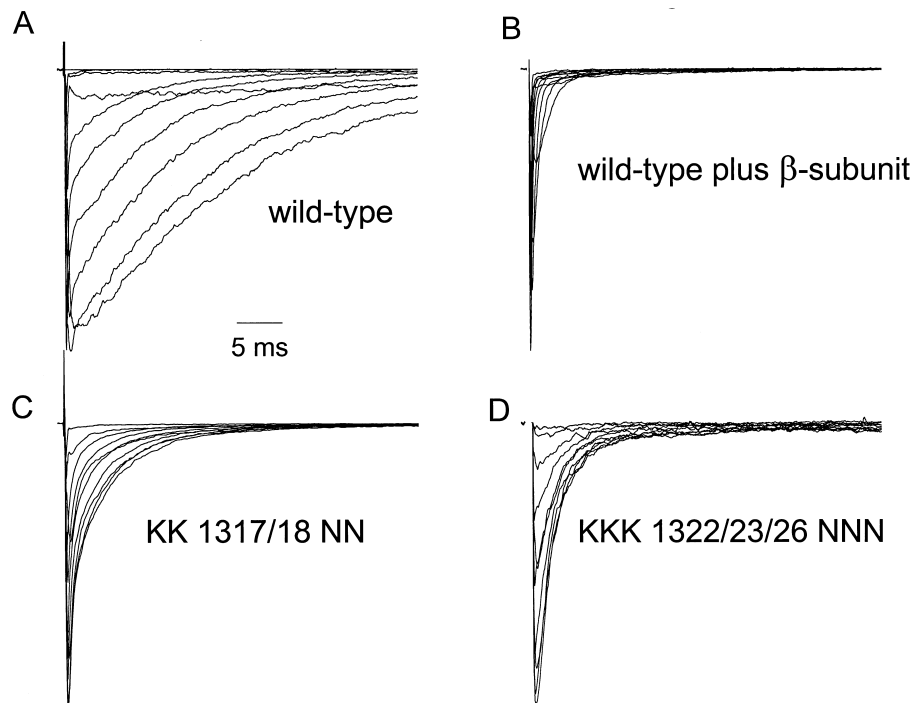 A
B
wild-type
wild-type plus β-subunit
5 ms
C
D
KK 1317/18 NN
KKK 1322/23/26 NNN